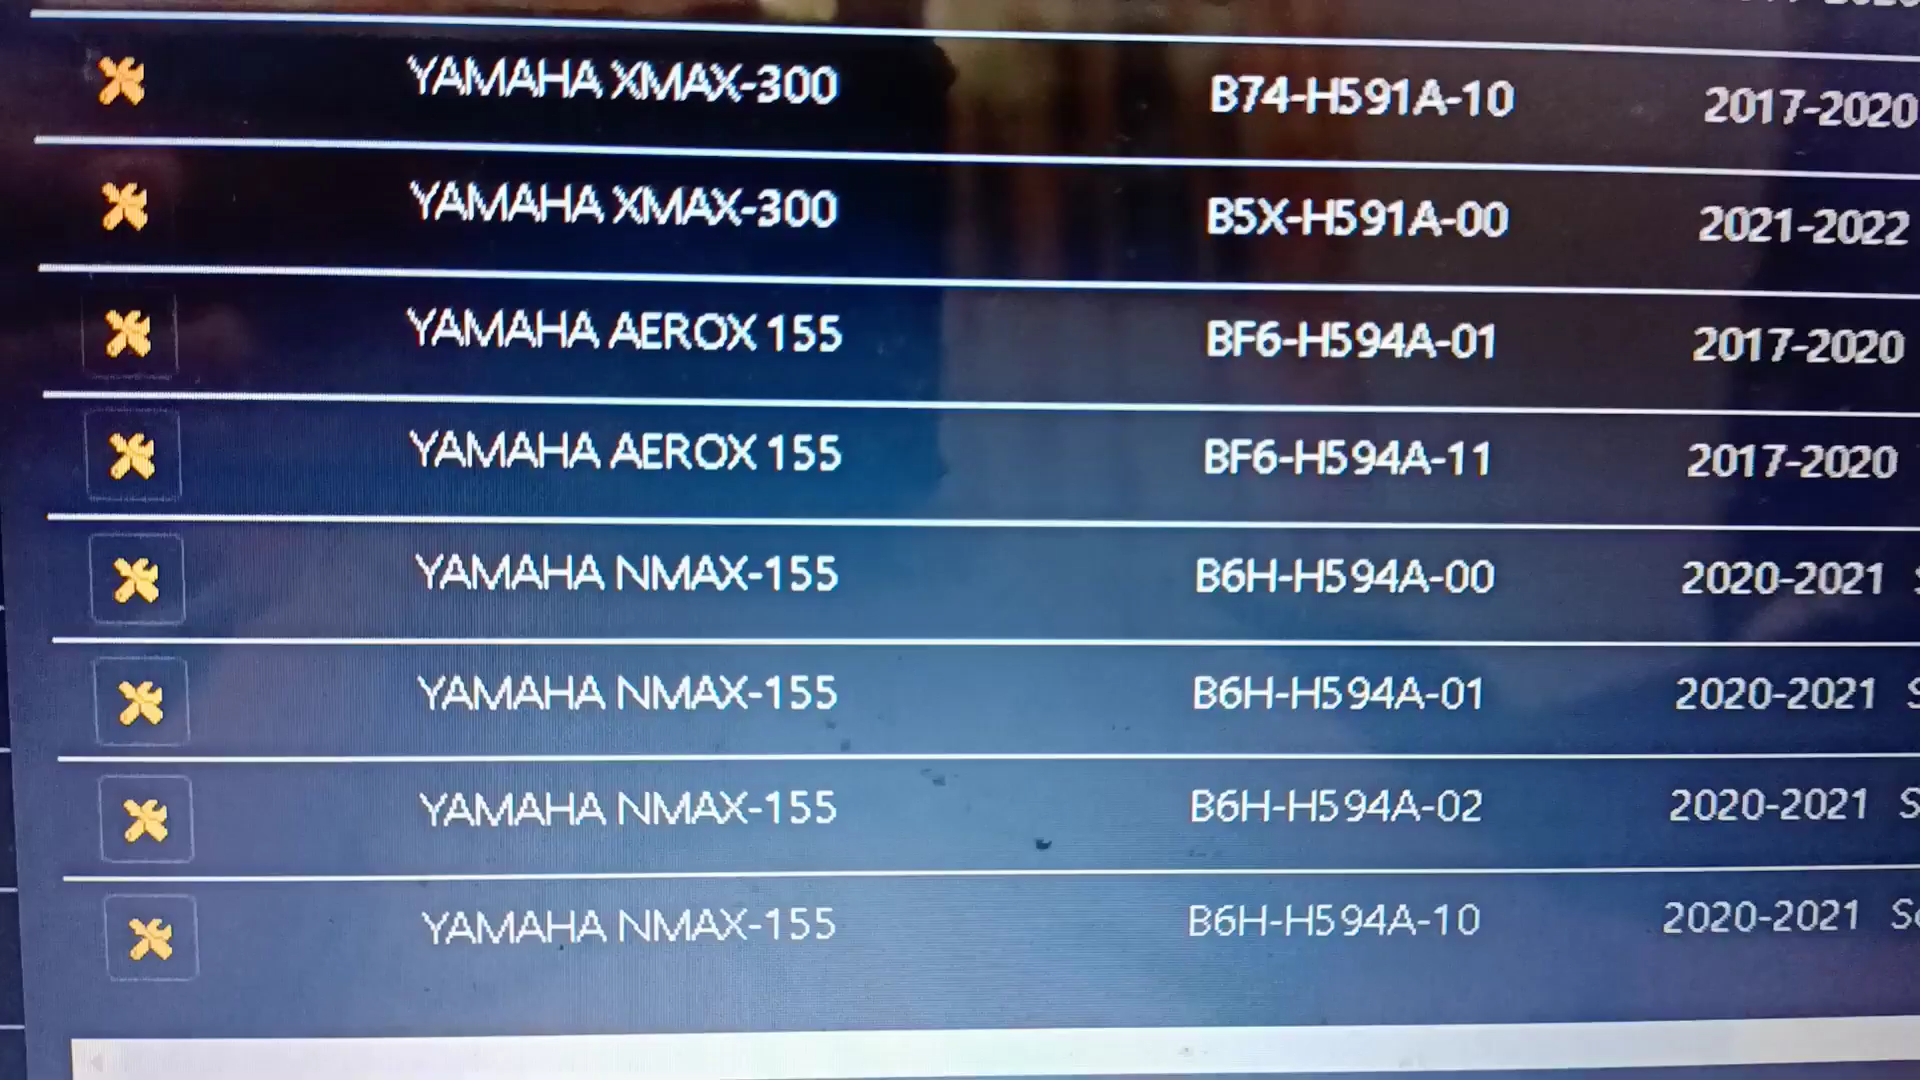 YAMAHA XMAX-300 B74-H591A-10 2017-2020
YAMAHA XMAX-300 B5X-H591A-00 2021-2022
YAMAHA AEROX 155 BF6-H594A-01 2017-2020
YAMAHA AEROX 155 BF6-H594A-11 2017-2020
YAMAHA NMAX-155 B6H-H594A-00 2020-2021
YAMAHA NMAX-155 B6H-H594A-01 2020-2021
YAMAHA NMAX-155 B6H-H594A-02 2020-2021
YAMAHA NMAX-155 B6H-H594A-10 2020-2021